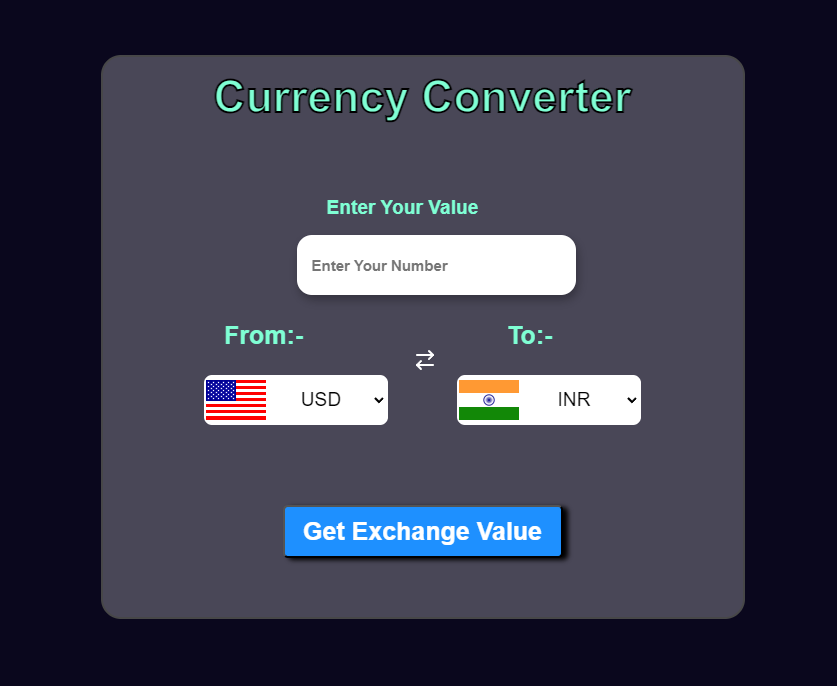 Currency Converter
Enter Your Value
Enter Your Number
From:- To:-
USD INR
Get Exchange Value